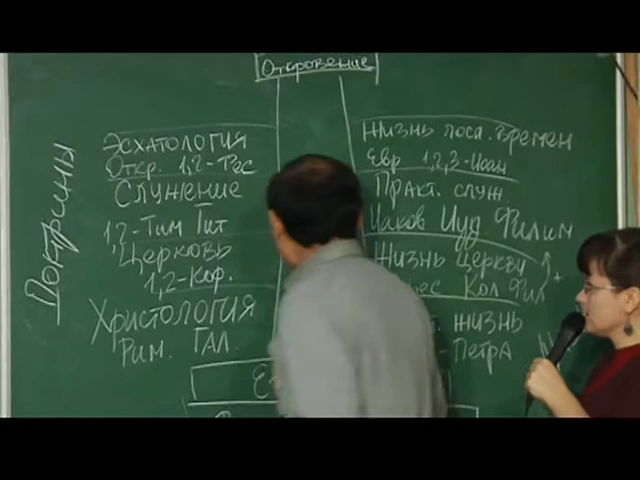 Откровение
Доктрины
Эсхатология
Откр. 1,2-Фес
Служение
1,2-Тим Тит
Церковь
1,2-Кор.
Христология
Рим. Гал.
Жизнь посл. времен
Евр 1,2,3-Иоан
Практ. служ
Иаков Иуд Филим
Жизнь церкви
Кол Фил
жизнь
-Петра